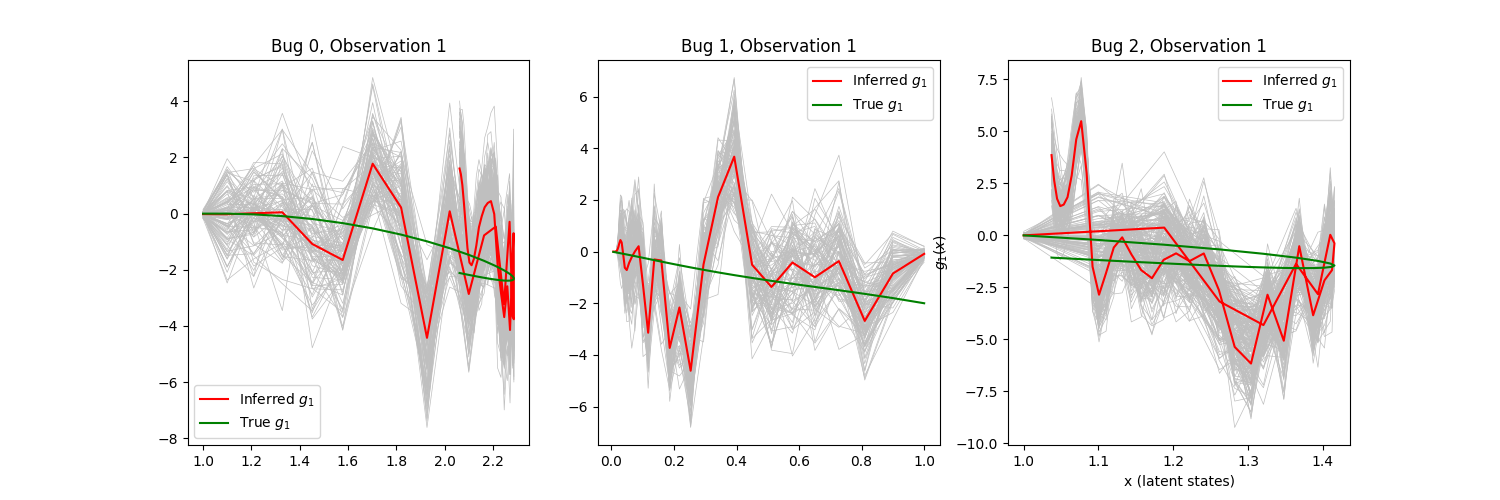 Bug 0, Observation 1
4
2
0
−2
−4
−6
−8
1.0 1.2 1.4 1.6 1.8 2.0 2.2
Inferred g₁
True g₁
Bug 1, Observation 1
6
4
2
0
−2
−4
−6
0.0 0.2 0.4 0.6 0.8 1.0
Inferred g₁
True g₁
Bug 2, Observation 1
g₁(x)
7.5
5.0
2.5
0.0
−2.5
−5.0
−7.5
−10.0
1.0 1.1 1.2 1.3 1.4
x (latent states)
Inferred g₁
True g₁